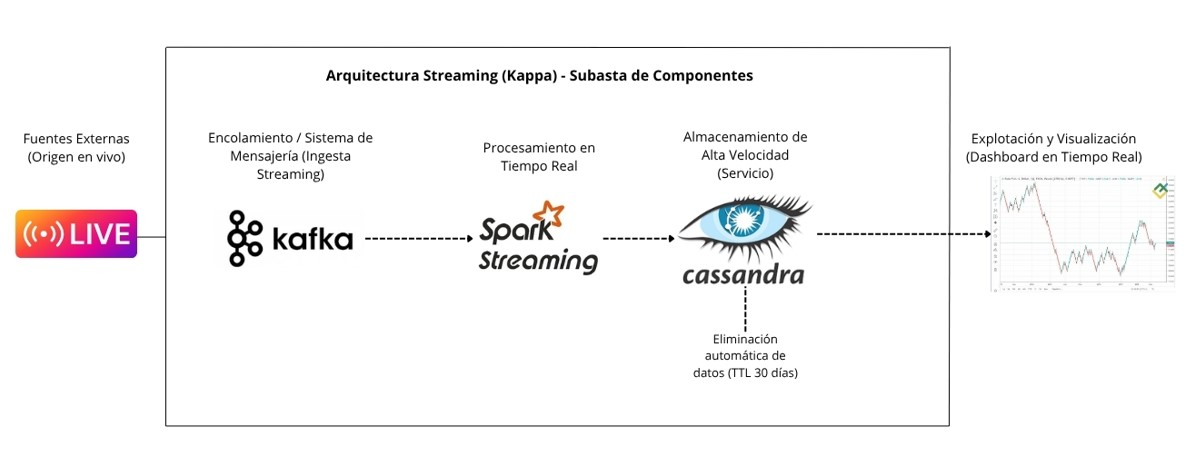 Arquitectura Streaming (Kappa) - Subasta de Componentes
Fuentes Externas
(Origen en vivo)
LIVE
Encolamiento / Sistema de
Mensajería (Ingesta
Streaming)
kafka
Procesamiento en
Tiempo Real
Spark
Streaming
Almacenamiento de
Alta Velocidad
(Servicio)
cassandra
Eliminación
automática de
datos (TTL 30 días)
Explotación y Visualización
(Dashboard en Tiempo Real)